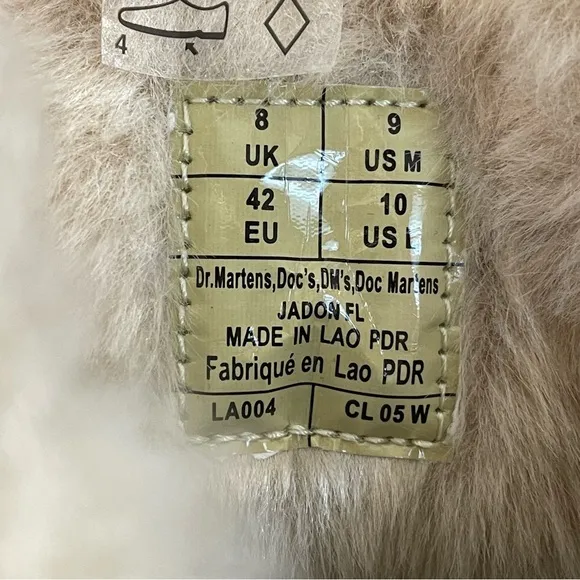 4
8 9
UK US M
42 10
EU US L
Dr.Martens,Doc's,DM's,Doc Martens
JADON FL
MADE IN LAO PDR
Fabriqué en Lao PDR
LA004 CL 05 W